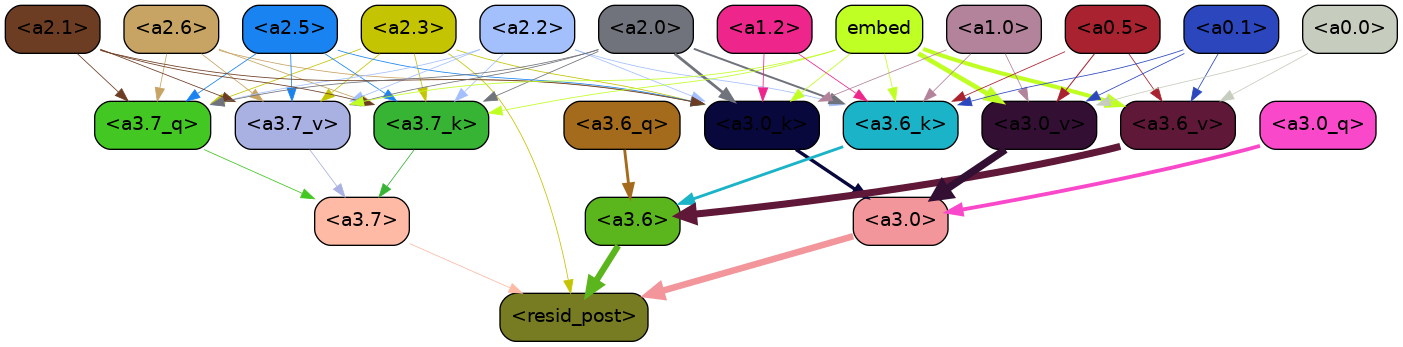 <a2.1> <a2.6> <a2.5> <a2.3> <a2.2> <a2.0> <a1.2> embed <a1.0> <a0.5> <a0.1> <a0.0>
<a3.7_q> <a3.7_v> <a3.7_k> <a3.6_q> <a3.0_k> <a3.6_k> <a3.0_v> <a3.6_v> <a3.0_q>
<a3.7> <a3.6> <a3.0>
<resid_post>